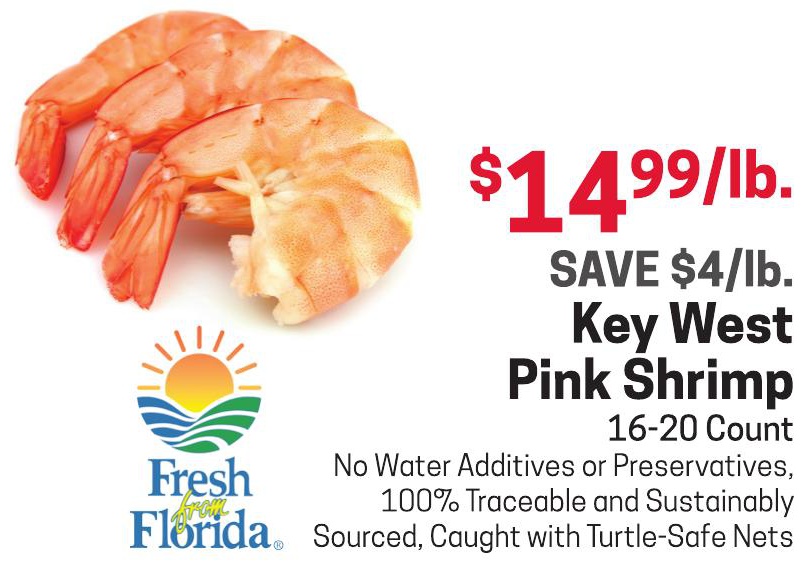 $14.99/lb.
SAVE $4/lb.
Key West
Pink Shrimp
16-20 Count
No Water Additives or Preservatives,
100% Traceable and Sustainably
Sourced, Caught with Turtle-Safe Nets
Fresh
from
Florida®